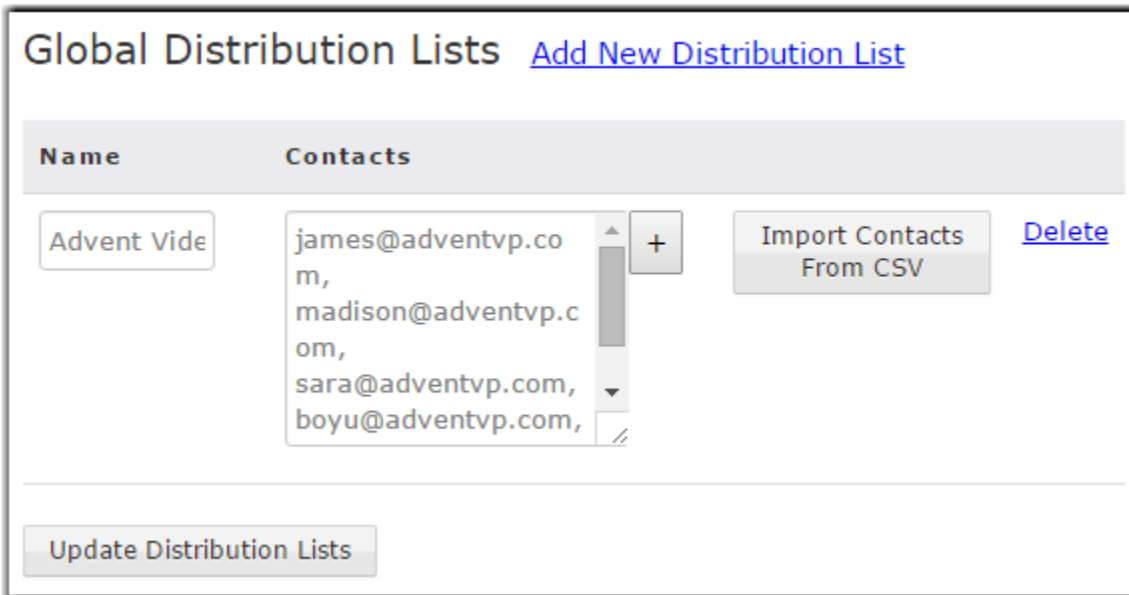 Global Distribution Lists Add New Distribution List
Name Contacts
Advent Vide
james@adventvp.co
m,
madison@adventvp.c
om,
sara@adventvp.com,
boyu@adventvp.com,
+
Import Contacts
From CSV
Delete
Update Distribution Lists